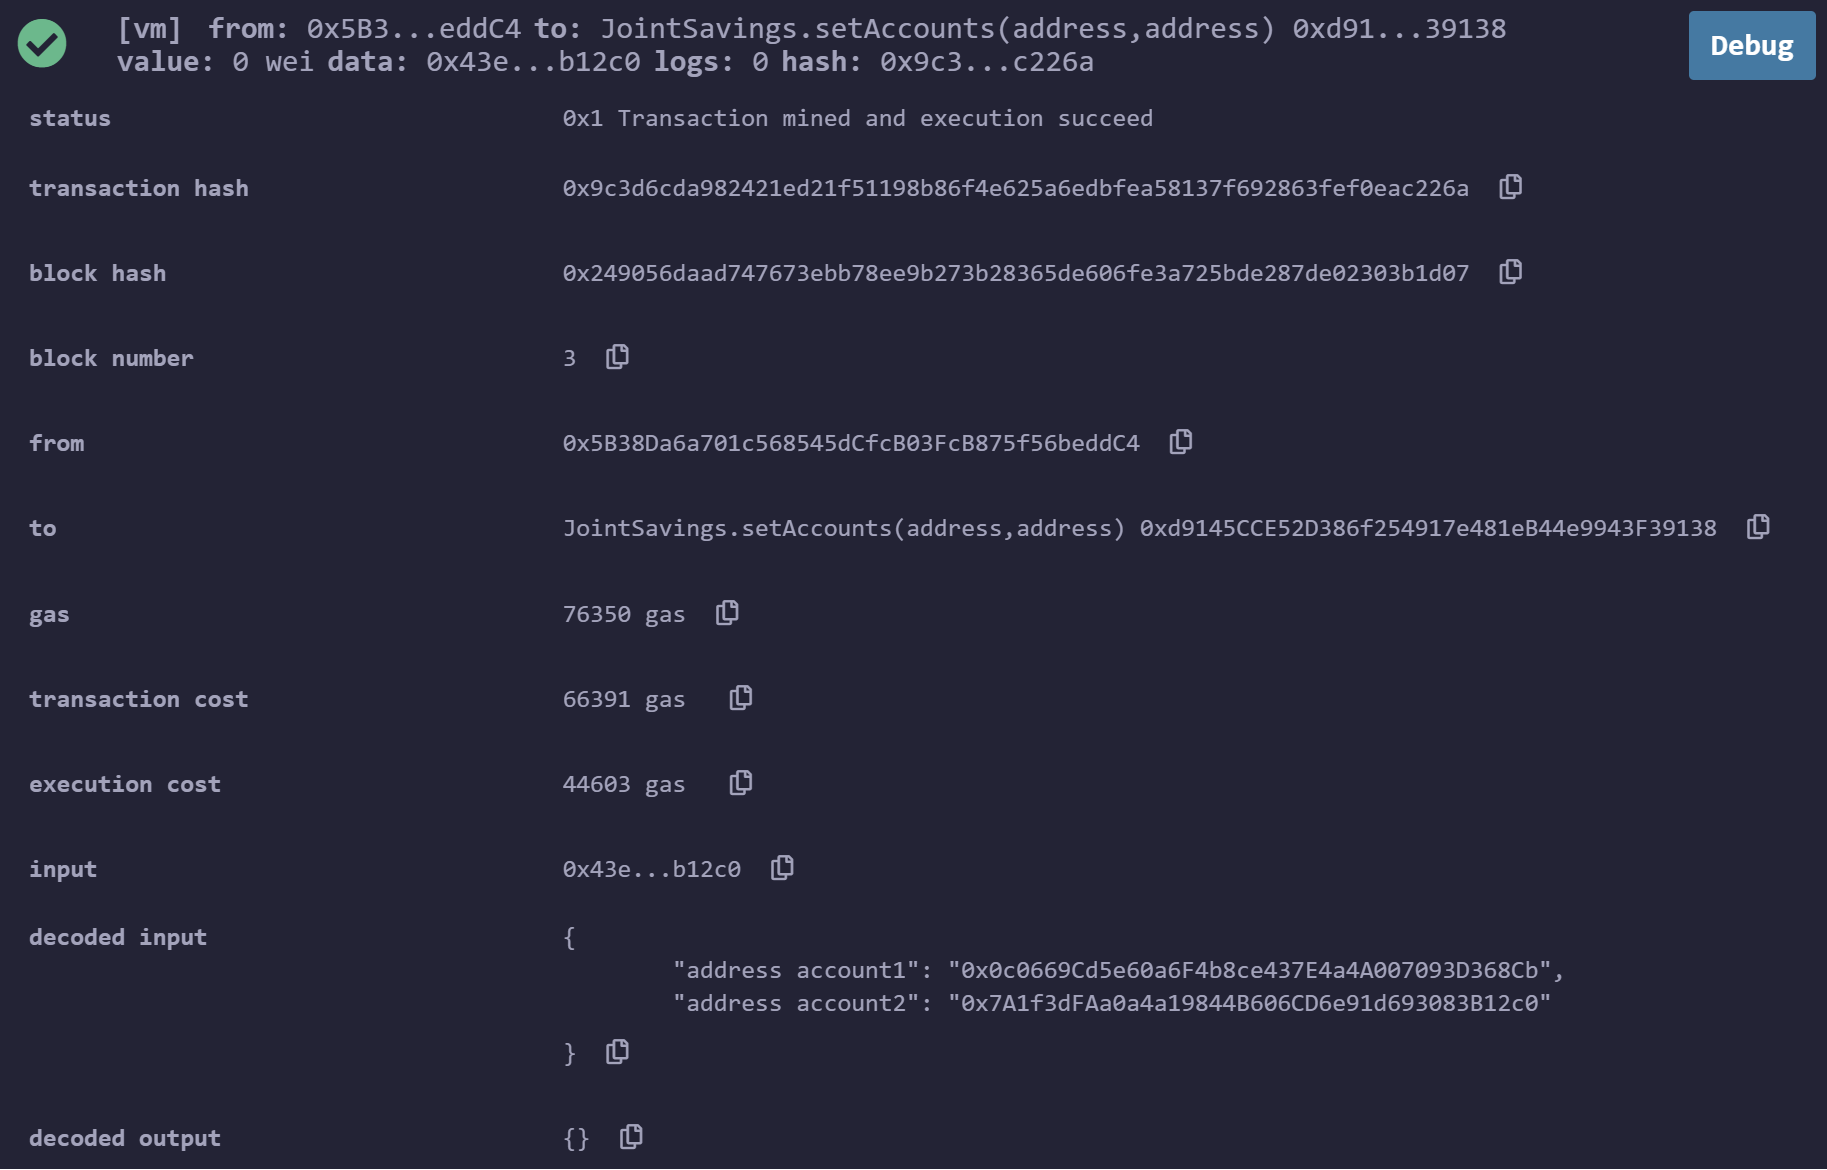 [vm] from: 0x5B3...eddC4 to: JointSavings.setAccounts(address,address) 0xd91...39138
value: 0 wei data: 0x43e...b12c0 logs: 0 hash: 0x9c3...c226a
Debug
status 0x1 Transaction mined and execution succeed
transaction hash 0x9c3d6cda982421ed21f51198b86f4e625a6edbfea58137f692863fef0eac226a
block hash 0x249056daad747673ebb78ee9b273b28365de606fe3a725bde287de02303b1d07
block number 3
from 0x5B38Da6a701c568545dCfcB03FcB875f56beddC4
to JointSavings.setAccounts(address,address) 0xd9145CCE52D386f254917e481eB44e9943F39138
gas 76350 gas
transaction cost 66391 gas
execution cost 44603 gas
input 0x43e...b12c0
decoded input {
"address account1": "0x0c0669Cd5e60a6F4b8ce437E4a4A007093D368Cb",
"address account2": "0x7A1f3dFAa0a4a19844B606CD6e91d693083B12c0"
}
decoded output {}